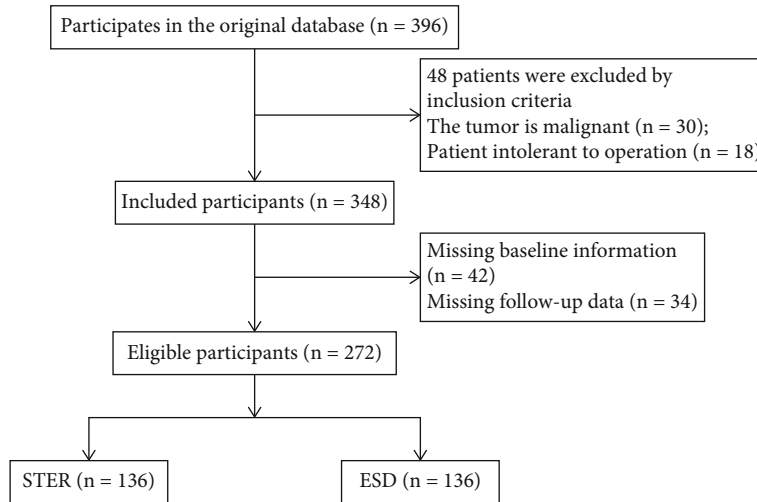 Participates in the original database (n = 396)
48 patients were excluded by
inclusion criteria
The tumor is malignant (n = 30);
Patient intolerant to operation (n = 18)
Included participants (n = 348)
Missing baseline information
(n = 42)
Missing follow-up data (n = 34)
Eligible participants (n = 272)
STER (n = 136)
ESD (n = 136)